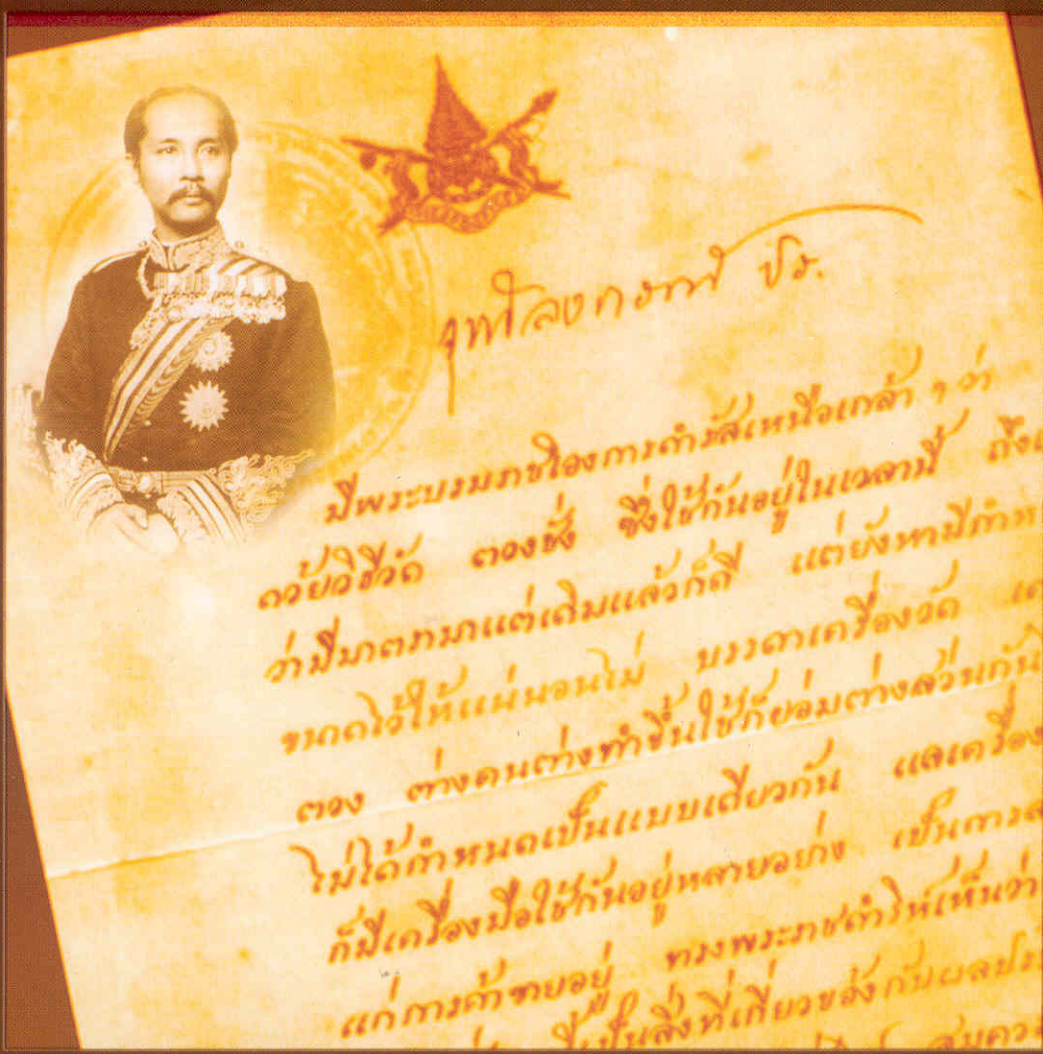 จุฬาลงกรณ์ ปร.
มีพระบรมราชโองการดำรัสเหนือเกล้า ฯ ว่า
ด้วยวิธีวัด ตวงชั่ง ซึ่งใช้กันอยู่ในเวลานี้ ถึง
ว่ามีมาตรามาแต่เดิมแล้วก็ดี แต่ยังหามีกำห
ขนาดไว้ให้แน่นอนไม่ บรรดาเครื่องวัด
ตวง ต่างคนต่างทำขึ้นใช้ก็ย่อมต่างส่วนกัน
ไม่ได้กำหนดเป็นแบบเดียวกัน แลเครื่อง
ก็มีเครื่องมือใช้กันอยู่หลายอย่าง เป็นการ
แก่การค้าขายอยู่ ทรงพระราชดำริห์เห็นว่า
นี้เป็นสิ่งที่เกี่ยวข้องกับผลประ